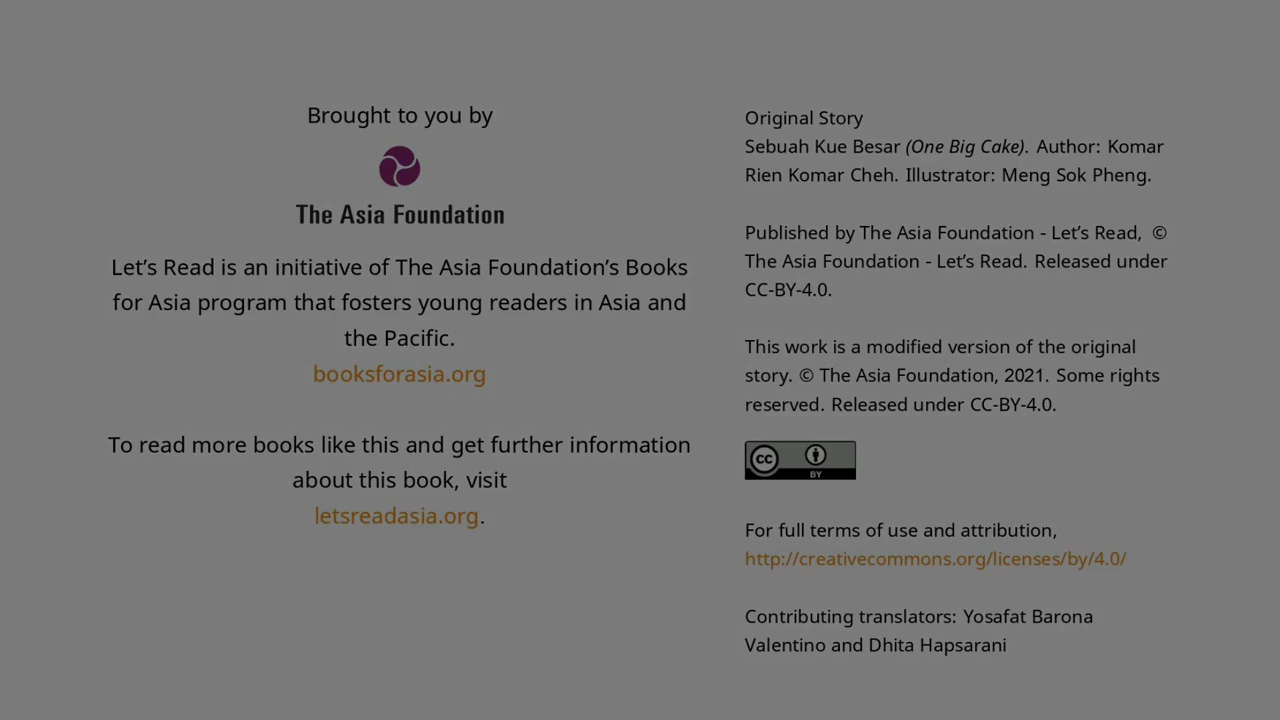 Brought to you by
The Asia Foundation
Let’s Read is an initiative of The Asia Foundation’s Books
for Asia program that fosters young readers in Asia and
the Pacific.
booksforasia.org
To read more books like this and get further information
about this book, visit
letsreadasia.org.
Original Story
Sebuah Kue Besar (One Big Cake). Author: Komar
Rien Komar Cheh. Illustrator: Meng Sok Pheng.
Published by The Asia Foundation - Let’s Read, ©
The Asia Foundation - Let’s Read. Released under
CC-BY-4.0.
This work is a modified version of the original
story. © The Asia Foundation, 2021. Some rights
reserved. Released under CC-BY-4.0.
cc
BY
For full terms of use and attribution,
http://creativecommons.org/licenses/by/4.0/
Contributing translators: Yosafat Barona
Valentino and Dhita Hapsarani